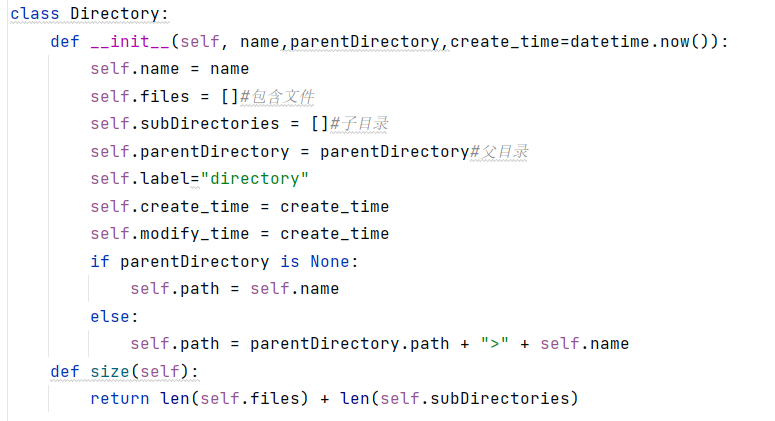 class Directory:
    def __init__(self, name,parentDirectory,create_time=datetime.now()):
        self.name = name
        self.files = []#包含文件
        self.subDirectories = []#子目录
        self.parentDirectory = parentDirectory#父目录
        self.label="directory"
        self.create_time = create_time
        self.modify_time = create_time
        if parentDirectory is None:
            self.path = self.name
        else:
            self.path = parentDirectory.path + ">" + self.name
    def size(self):
        return len(self.files) + len(self.subDirectories)